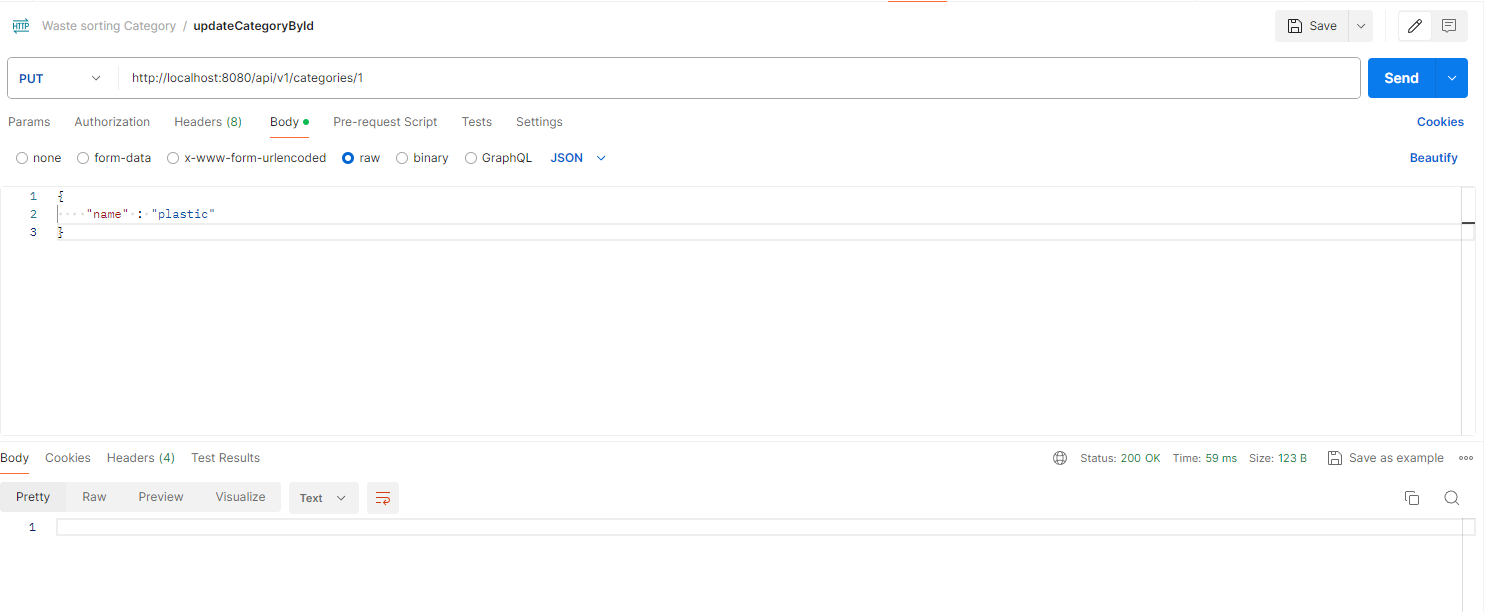 HTTP Waste sorting Category / updateCategoryById Save
PUT http://localhost:8080/api/v1/categories/1 Send
Params Authorization Headers (8) Body Pre-request Script Tests Settings Cookies
none form-data x-www-form-urlencoded raw binary GraphQL JSON Beautify
1 {
2 "name" : "plastic"
3 }
Body Cookies Headers (4) Test Results Status: 200 OK Time: 59 ms Size: 123 B Save as example
Pretty Raw Preview Visualize Text
1